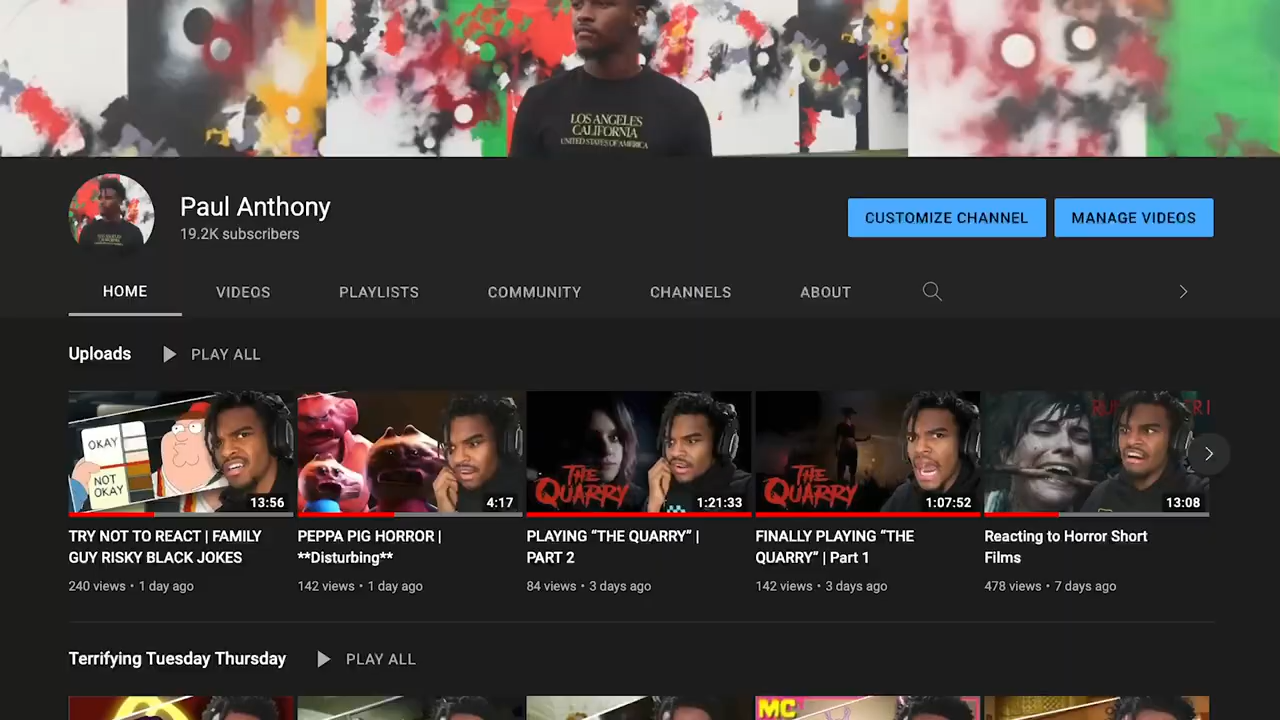 LOS ANGELES
CALIFORNIA
UNITED STATES OF AMERICA
Paul Anthony
19.2K subscribers
CUSTOMIZE CHANNEL
MANAGE VIDEOS
HOME
VIDEOS
PLAYLISTS
COMMUNITY
CHANNELS
ABOUT
Uploads
PLAY ALL
OKAY
NOT
OKAY
13:56
TRY NOT TO REACT | FAMILY
GUY RISKY BLACK JOKES
240 views • 1 day ago
4:17
PEPPA PIG HORROR |
**Disturbing**
142 views • 1 day ago
THE
QUARRY
1:21:33
PLAYING “THE QUARRY” |
PART 2
84 views • 3 days ago
THE
QUARRY
1:07:52
FINALLY PLAYING “THE
QUARRY” | Part 1
142 views • 3 days ago
13:08
Reacting to Horror Short
Films
478 views • 7 days ago
Terrifying Tuesday Thursday
PLAY ALL
MC